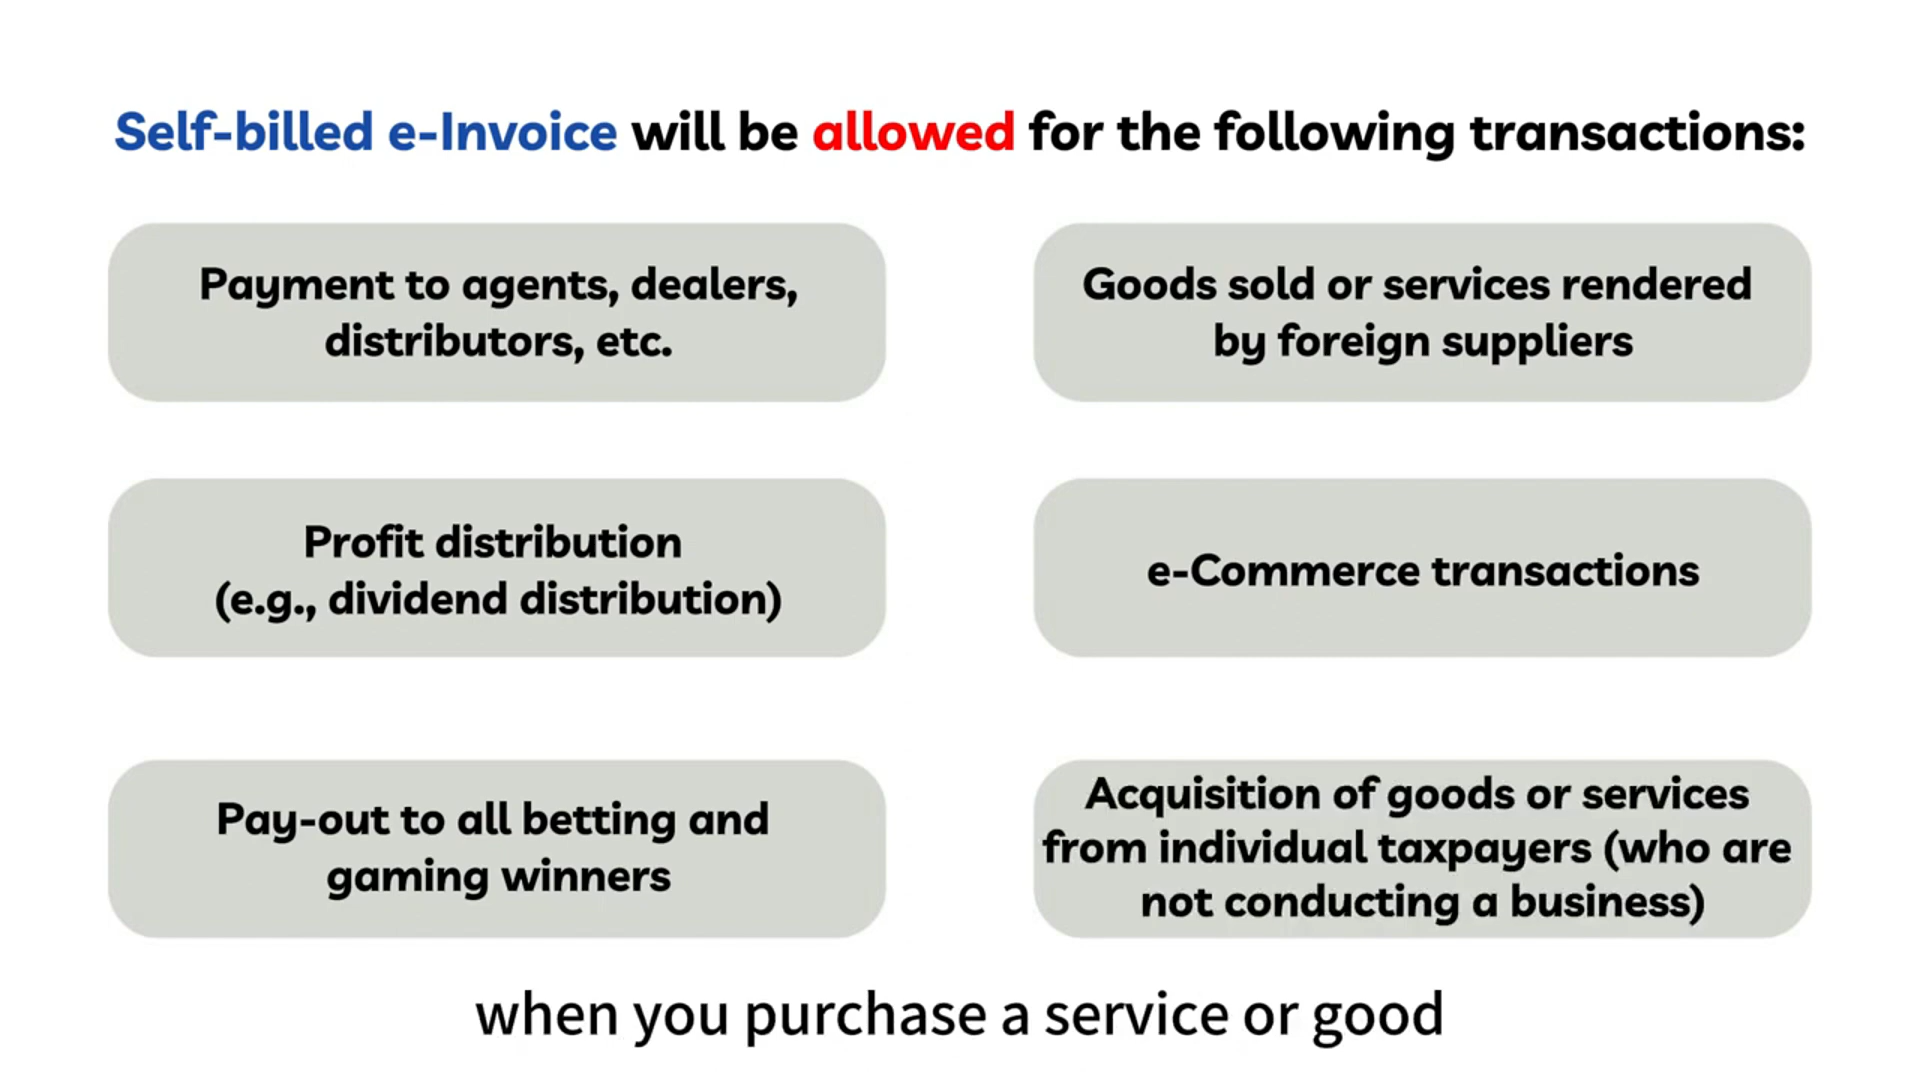 Self-billed e-Invoice will be allowed for the following transactions:
Payment to agents, dealers,
distributors, etc.
Goods sold or services rendered
by foreign suppliers
Profit distribution
(e.g., dividend distribution)
e-Commerce transactions
Pay-out to all betting and
gaming winners
Acquisition of goods or services
from individual taxpayers (who are
not conducting a business)
when you purchase a service or good